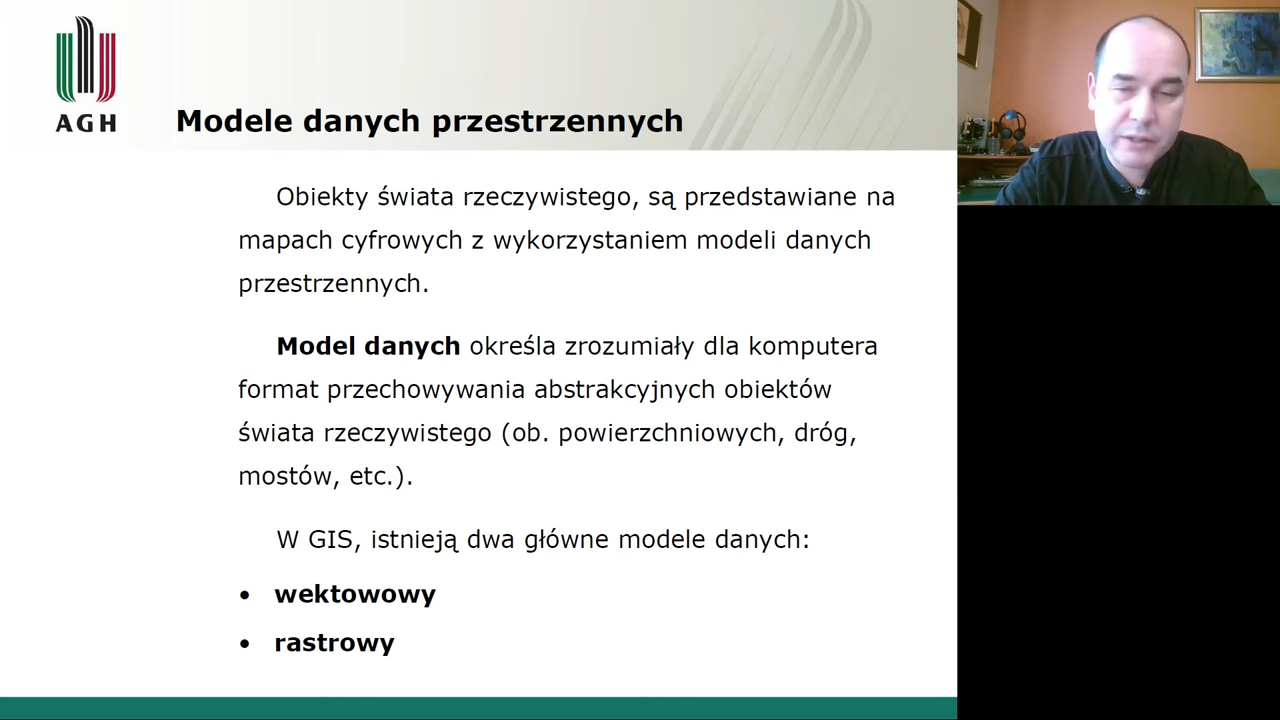 AGH
Modele danych przestrzennych
Obiekty świata rzeczywistego, są przedstawiane na
mapach cyfrowych z wykorzystaniem modeli danych
przestrzennych.
Model danych określa zrozumiały dla komputera
format przechowywania abstrakcyjnych obiektów
świata rzeczywistego (ob. powierzchniowych, dróg,
mostów, etc.).
W GIS, istnieją dwa główne modele danych:
• wektowowy
• rastrowy